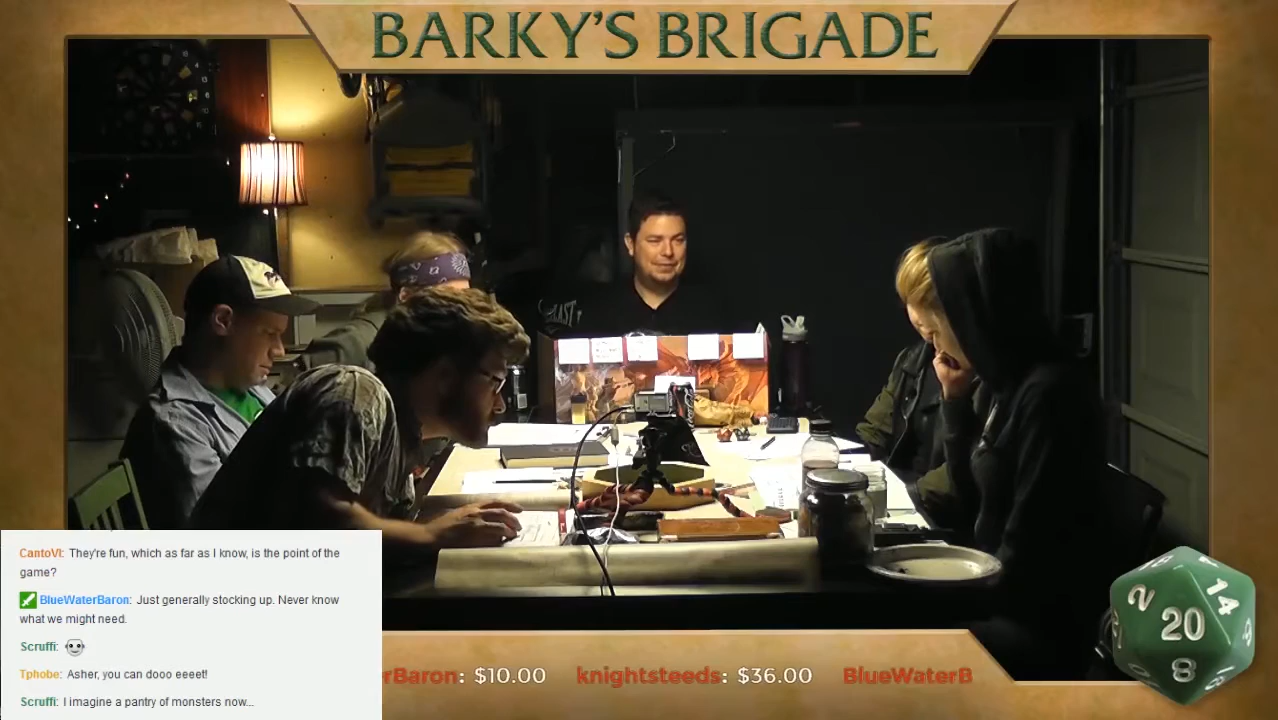 BARKY'S BRIGADE
CantoVI: They're fun, which as far as I know, is the point of the
game?
BlueWaterBaron: Just generally stocking up. Never know
what we might need.
Scruffi:
Tphobe: Asher, you can dooo eeeet!
Scruffi: I imagine a pantry of monsters now...
rBaron: $10.00 knightsteeds: $36.00 BlueWaterB
2
14
20
8